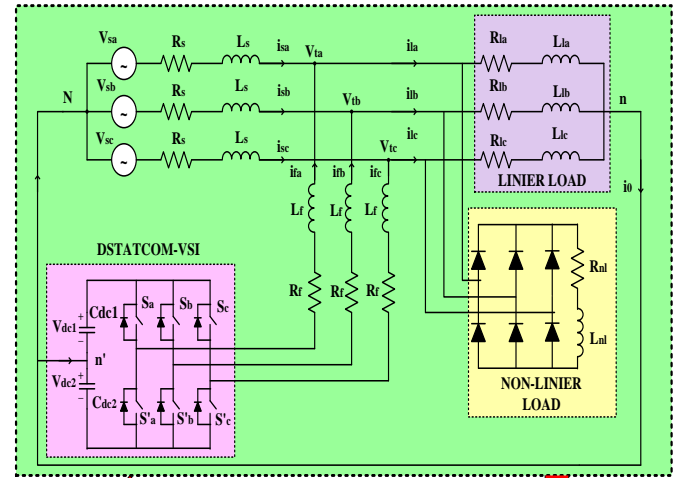 Vsa Rs Ls isa Vta ila Rla Lla
N Vsb Rs Ls isb Vtb ilb Rlb Llb n
Vsc Rs Ls isc Vtc ilc Rlc Llc
LINIER LOAD
ifa ifb ifc i0
Lf Lf Lf
DSTATCOM-VSI
Rf Rf Rf Rnl
+ Cdc1 Sa Sb Sc
Vdc1
− n' Lnl
+
Vdc2
− Cdc2 S'a S'b S'c
NON-LINIER
LOAD
~
~
~